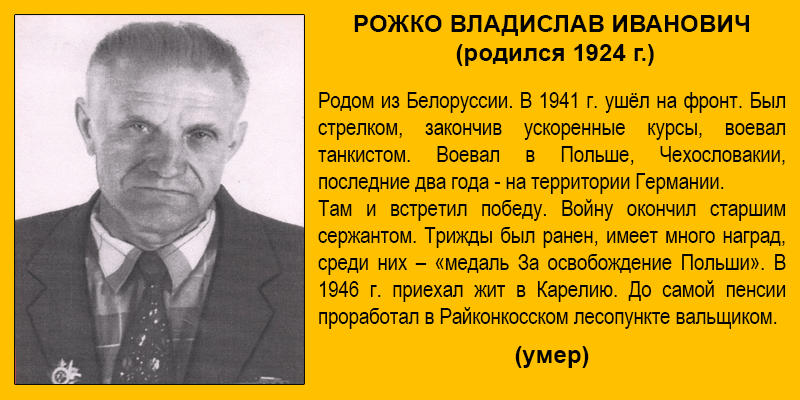 РОЖКО ВЛАДИСЛАВ ИВАНОВИЧ
(родился 1924 г.)
Родом из Белоруссии. В 1941 г. ушёл на фронт. Был
стрелком, закончив ускоренные курсы, воевал
танкистом. Воевал в Польше, Чехословакии,
последние два года - на территории Германии.
Там и встретил победу. Войну окончил старшим
сержантом. Трижды был ранен, имеет много наград,
среди них – «медаль За освобождение Польши». В
1946 г. приехал жит в Карелию. До самой пенсии
проработал в Райконкосском лесопункте вальщиком.
(умер)